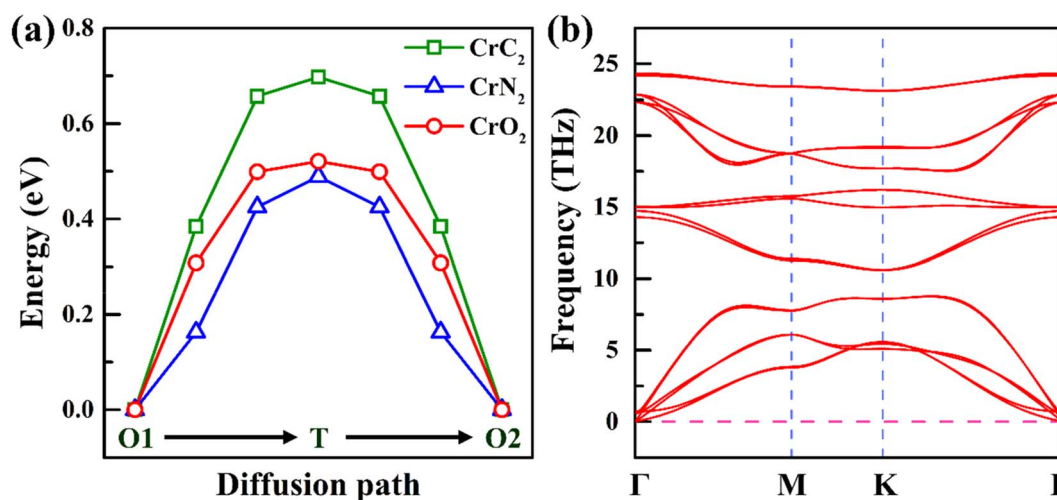 (a)
0.8
0.6
0.4
0.2
0.0
Energy (eV)
CrC₂
CrN₂
CrO₂
O1
T
O2
Diffusion path
(b)
25
20
15
10
5
0
Frequency (THz)
Γ
M
K